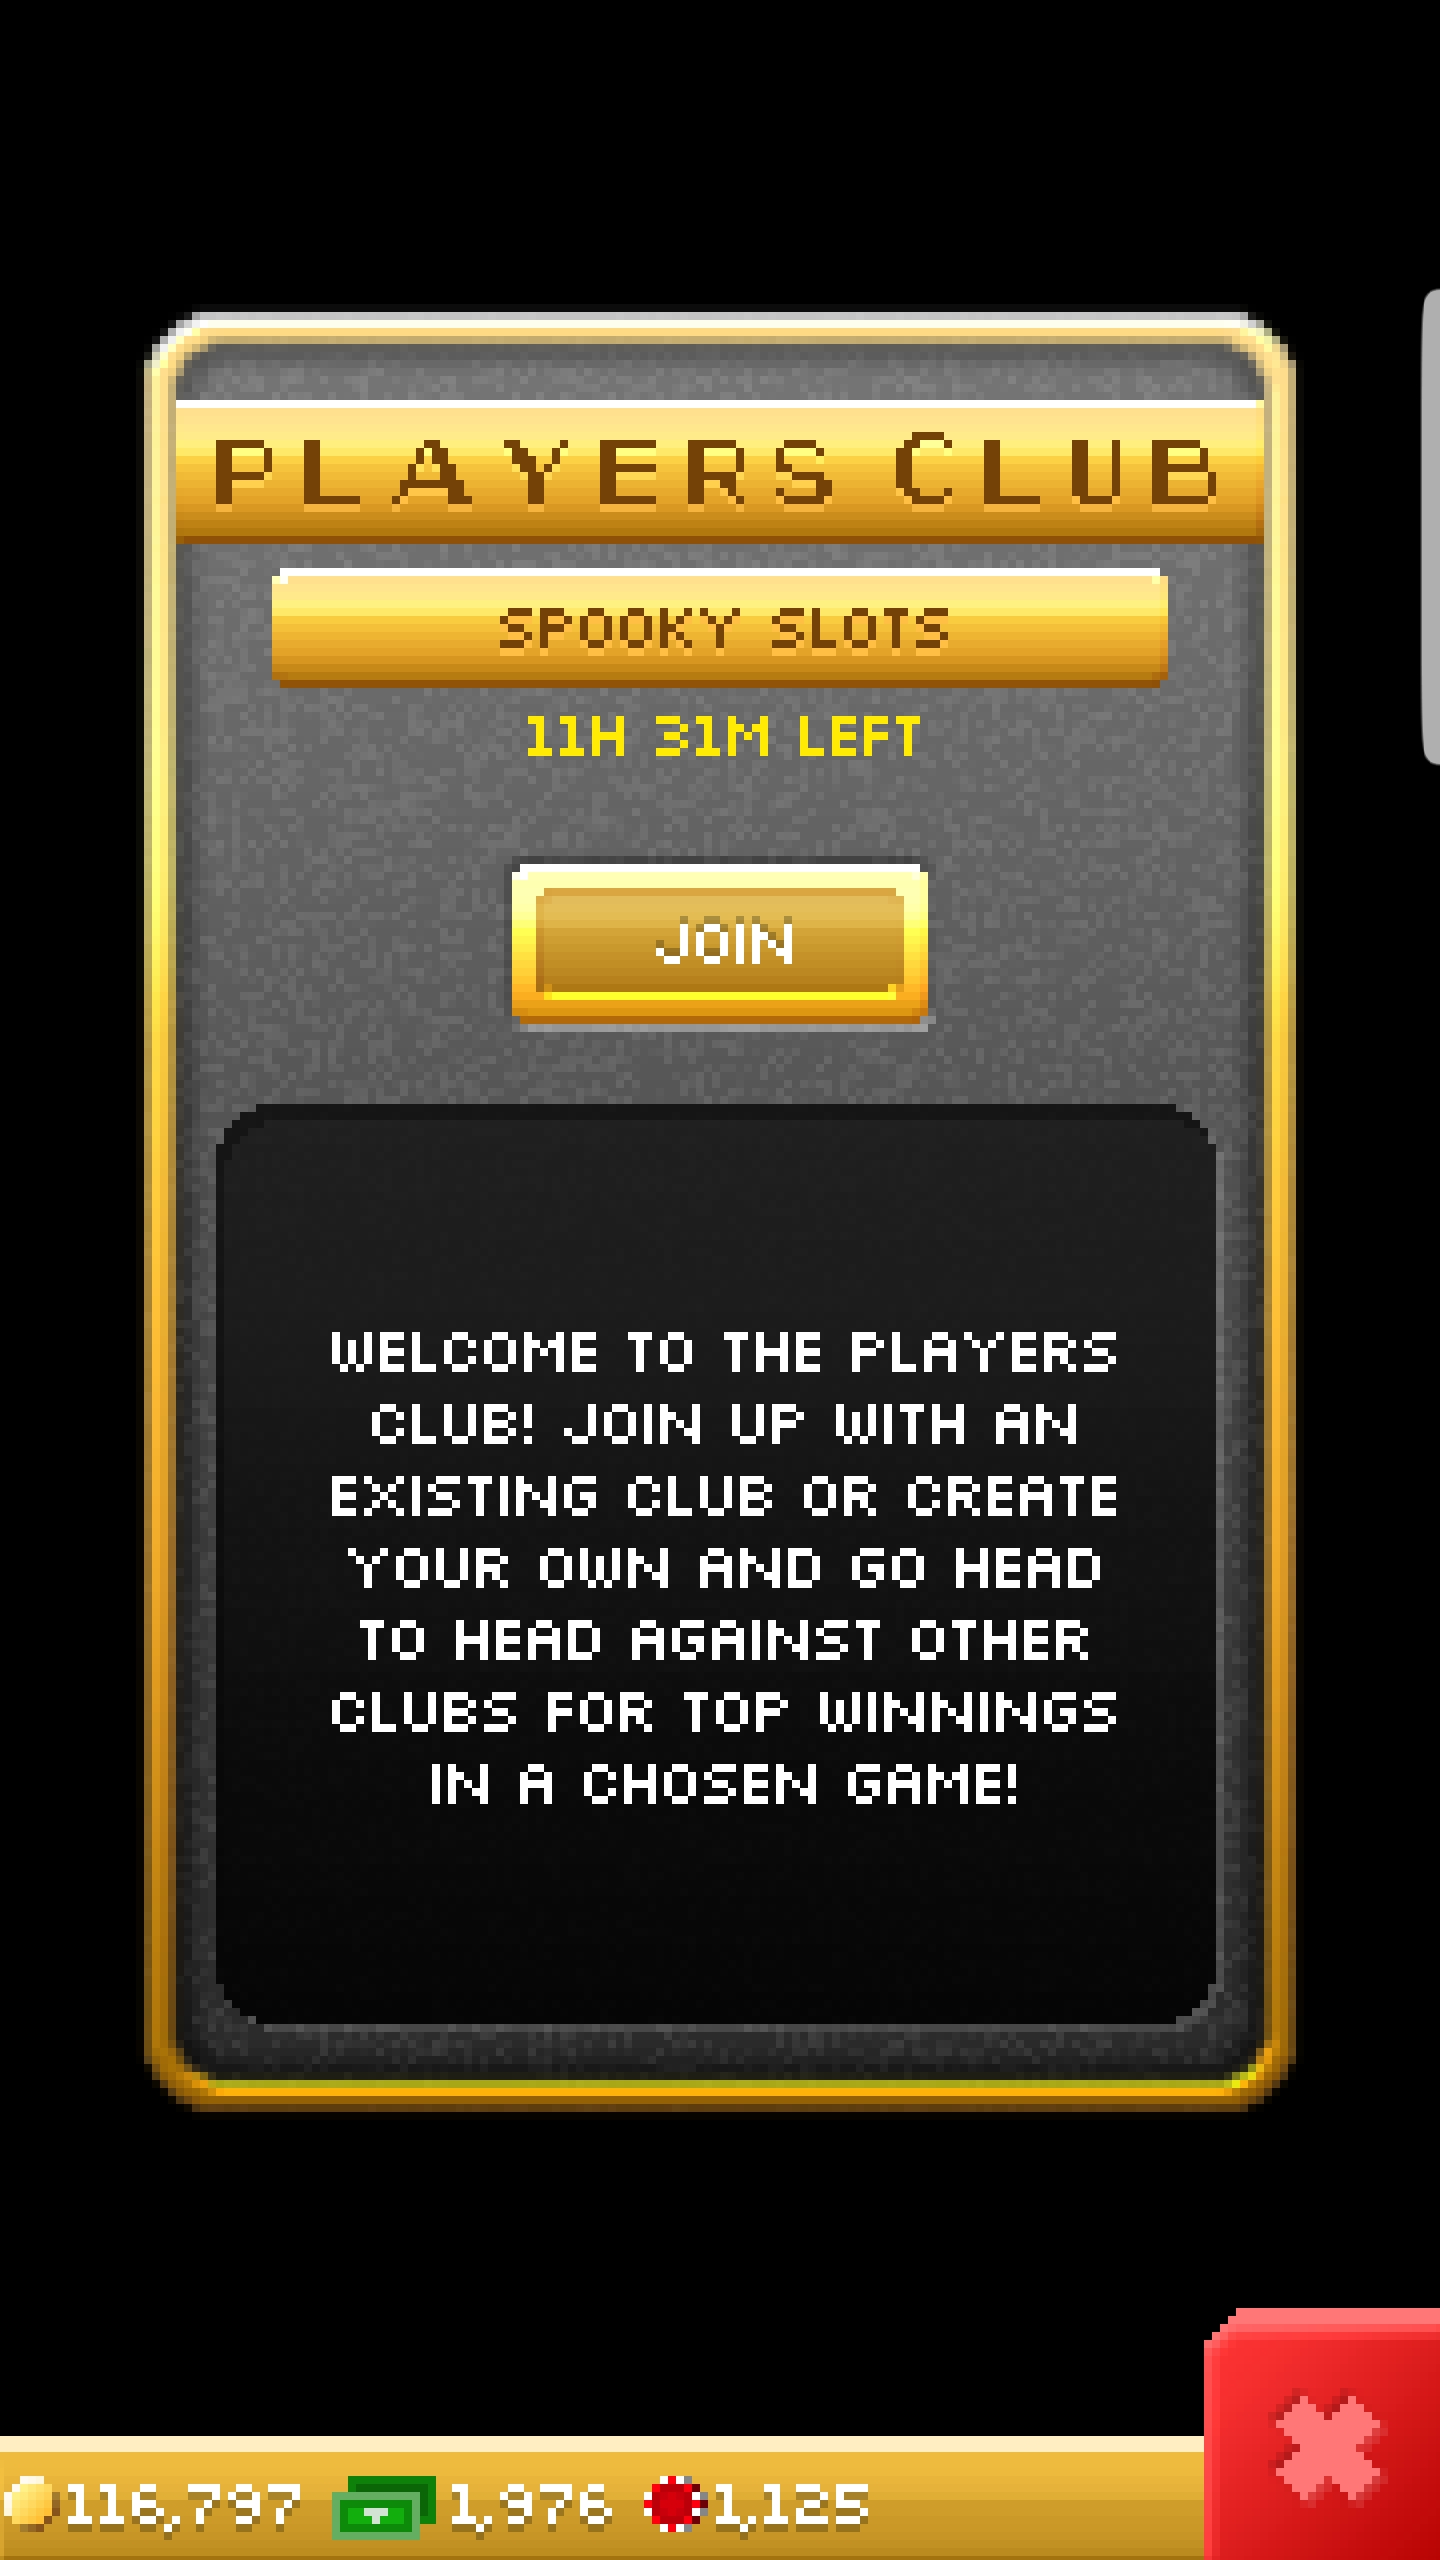 PLAYERS CLUB
SPOOKY SLOTS
11H 31M LEFT
JOIN
WELCOME TO THE PLAYERS
CLUB! JOIN UP WITH AN
EXISTING CLUB OR CREATE
YOUR OWN AND GO HEAD
TO HEAD AGAINST OTHER
CLUBS FOR TOP WINNINGS
IN A CHOSEN GAME!
116,797 1,976 1,125